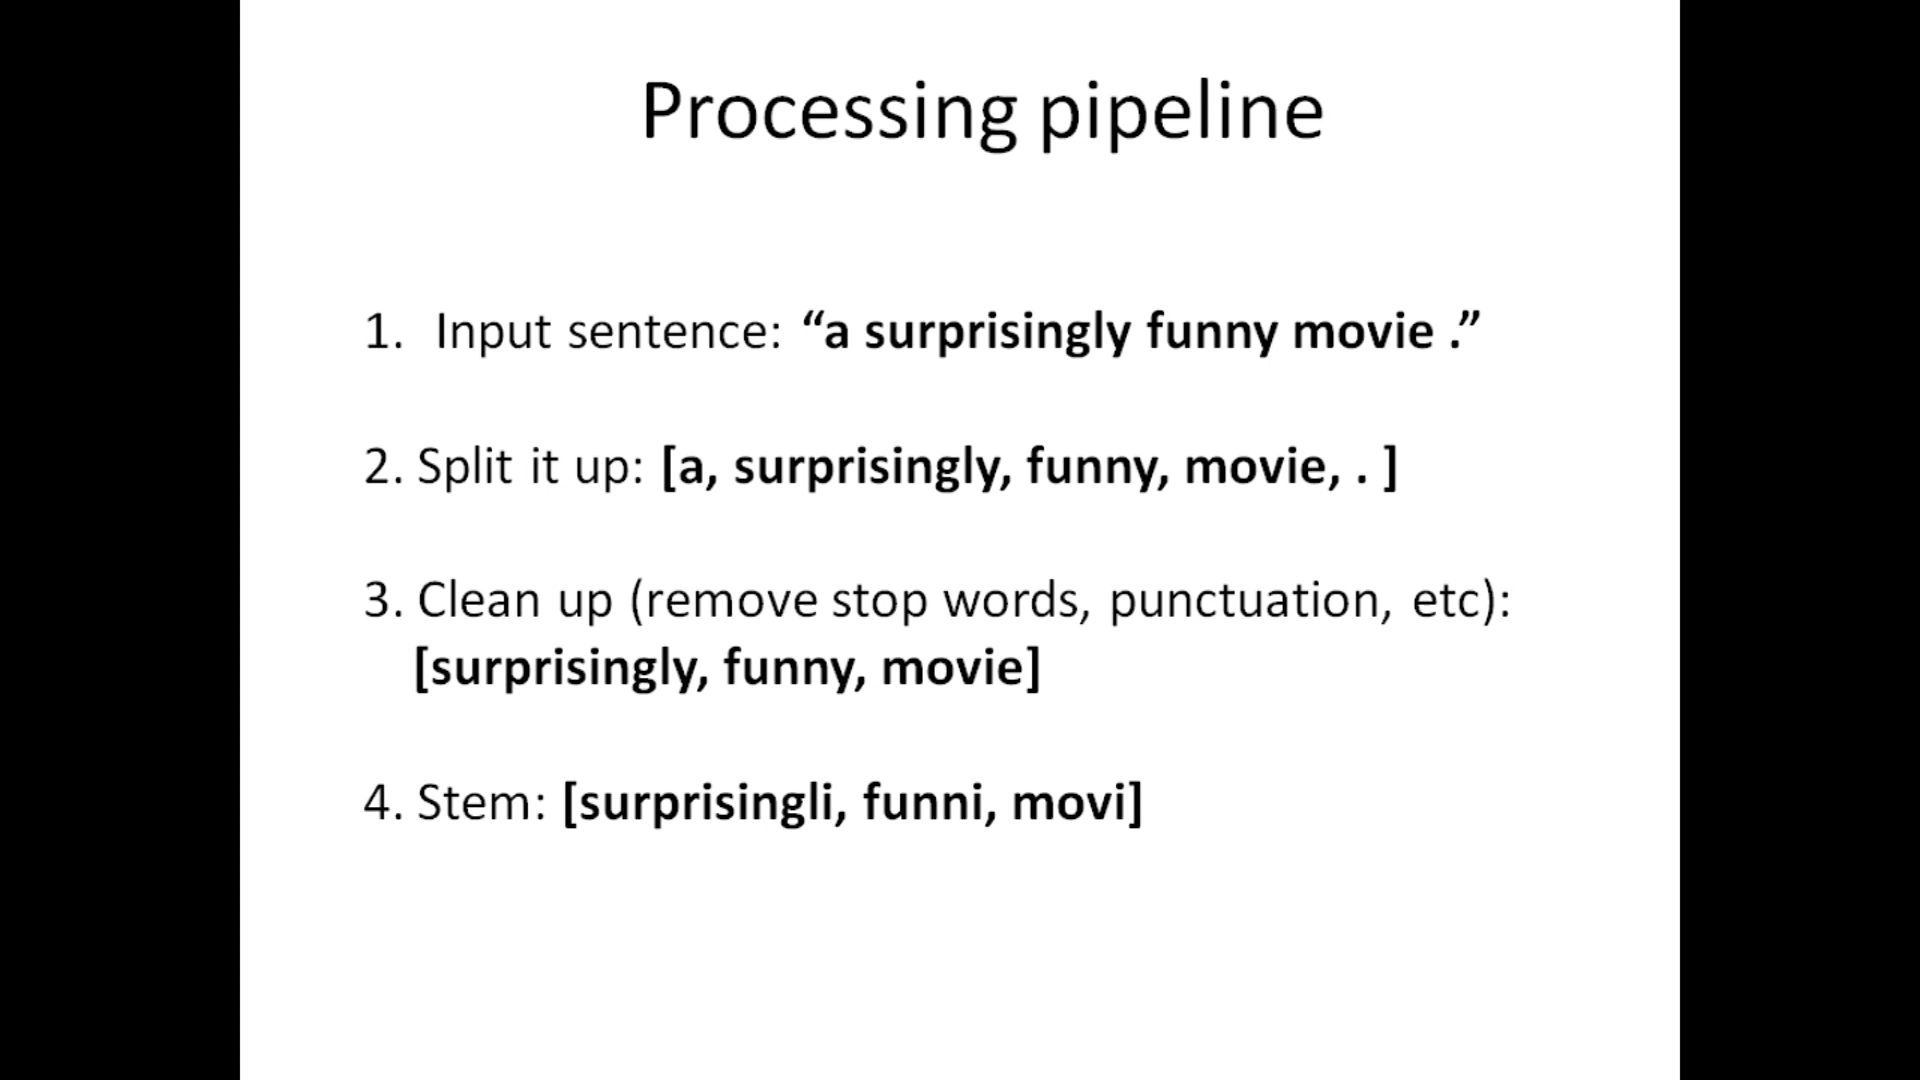 Processing pipeline
1. Input sentence: “a surprisingly funny movie .”
2. Split it up: [a, surprisingly, funny, movie, . ]
3. Clean up (remove stop words, punctuation, etc):
[surprisingly, funny, movie]
4. Stem: [surprisingli, funni, movi]